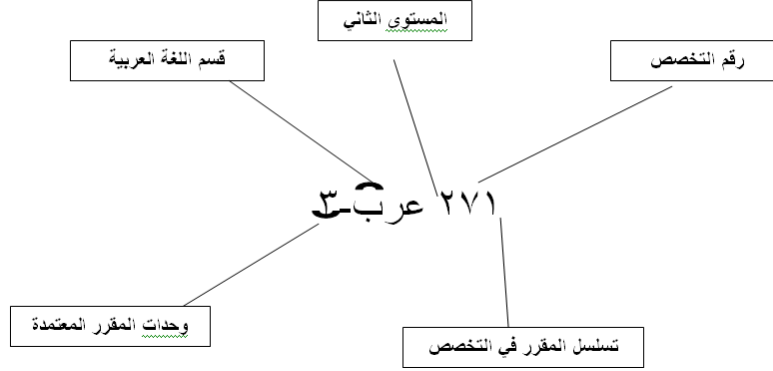 المستوى الثاني
رقم التخصص
قسم اللغة العربية
٢٧١ عرب-٣
وحدات المقرر المعتمدة
تسلسل المقرر في التخصص